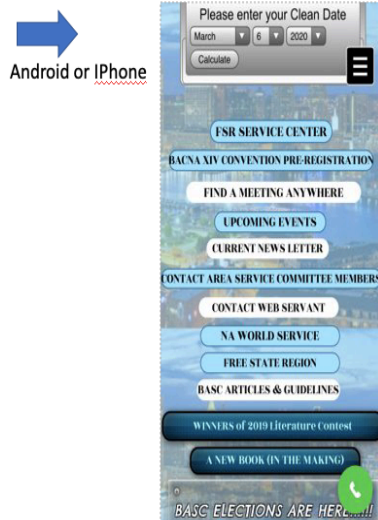 Android or IPhone
Please enter your Clean Date
March 6 2020
Calculate
FSR SERVICE CENTER
BACNA XIV CONVENTION PRE-REGISTRATION
FIND A MEETING ANYWHERE
UPCOMING EVENTS
CURRENT NEWS LETTER
CONTACT AREA SERVICE COMMITTEE MEMBERS
CONTACT WEB SERVANT
NA WORLD SERVICE
FREE STATE REGION
BASC ARTICLES & GUIDELINES
WINNERS of 2019 Literature Contest
A NEW BOOK (IN THE MAKING)
BASC ELECTIONS ARE HERE!!!!!